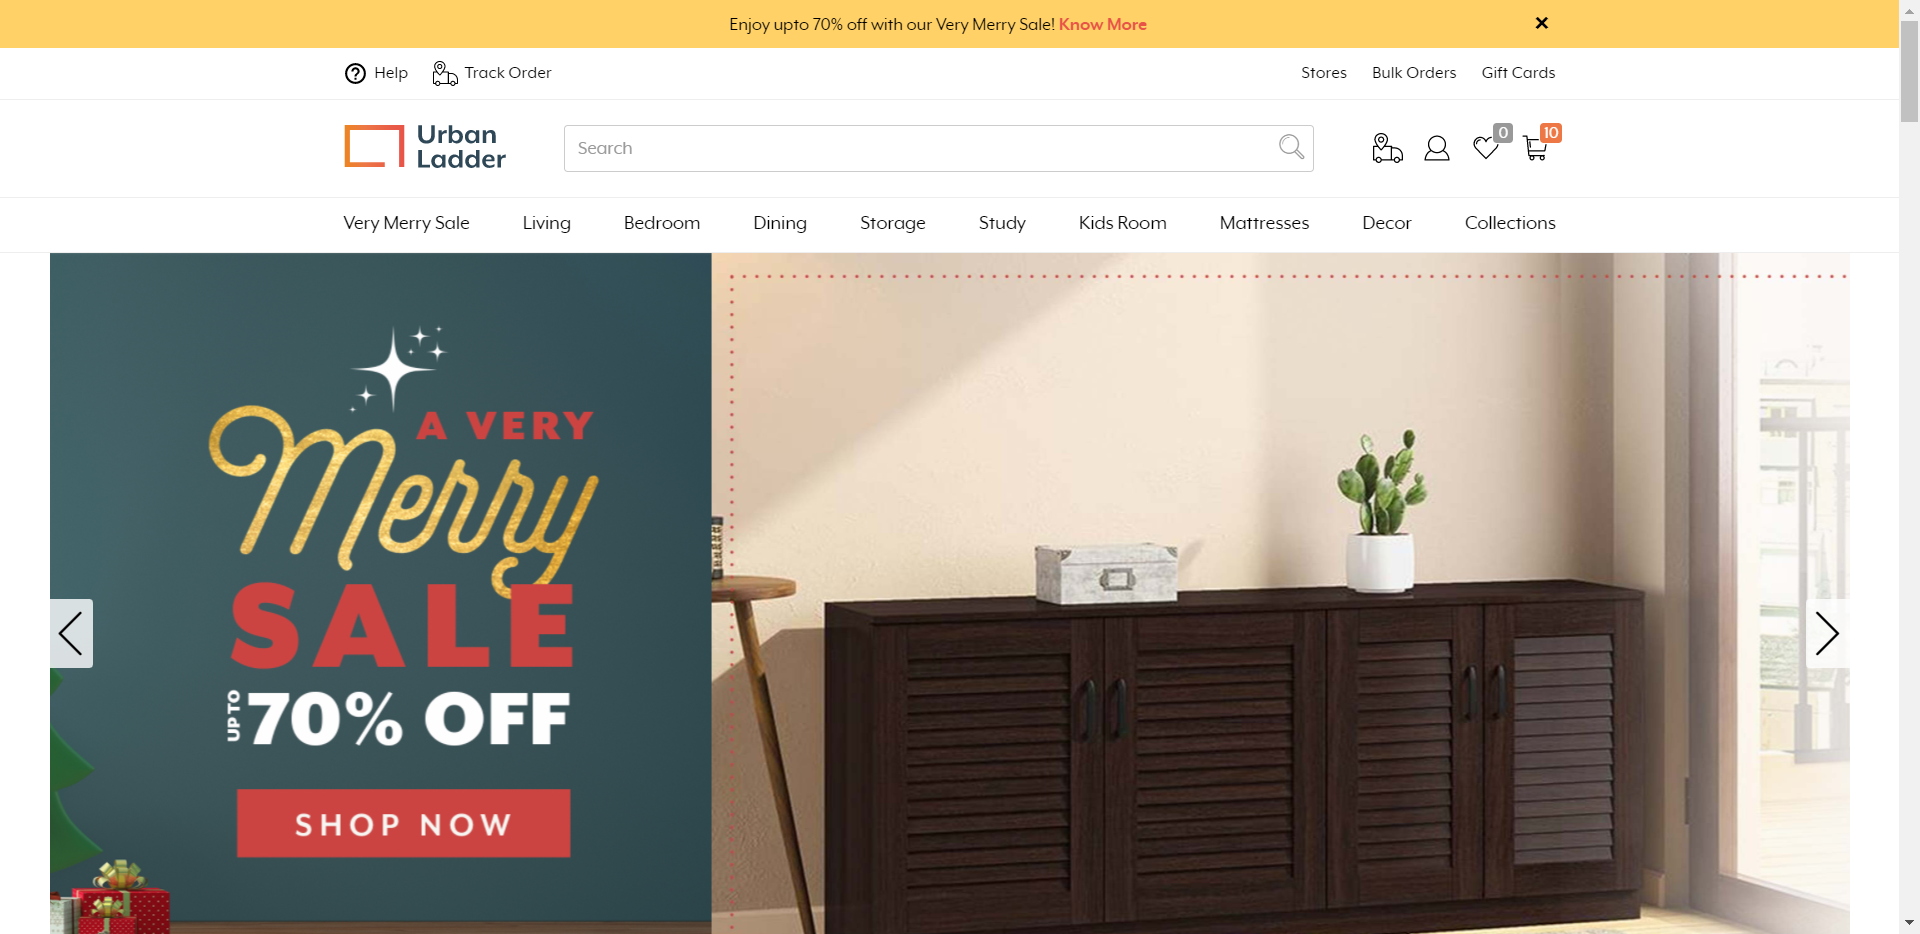 Enjoy upto 70% off with our Very Merry Sale! Know More
Help
Track Order
Stores
Bulk Orders
Gift Cards
Urban
Ladder
Search
0
10
Very Merry Sale
Living
Bedroom
Dining
Storage
Study
Kids Room
Mattresses
Decor
Collections
A VERY
Merry
SALE
UPTO
70% OFF
SHOP NOW